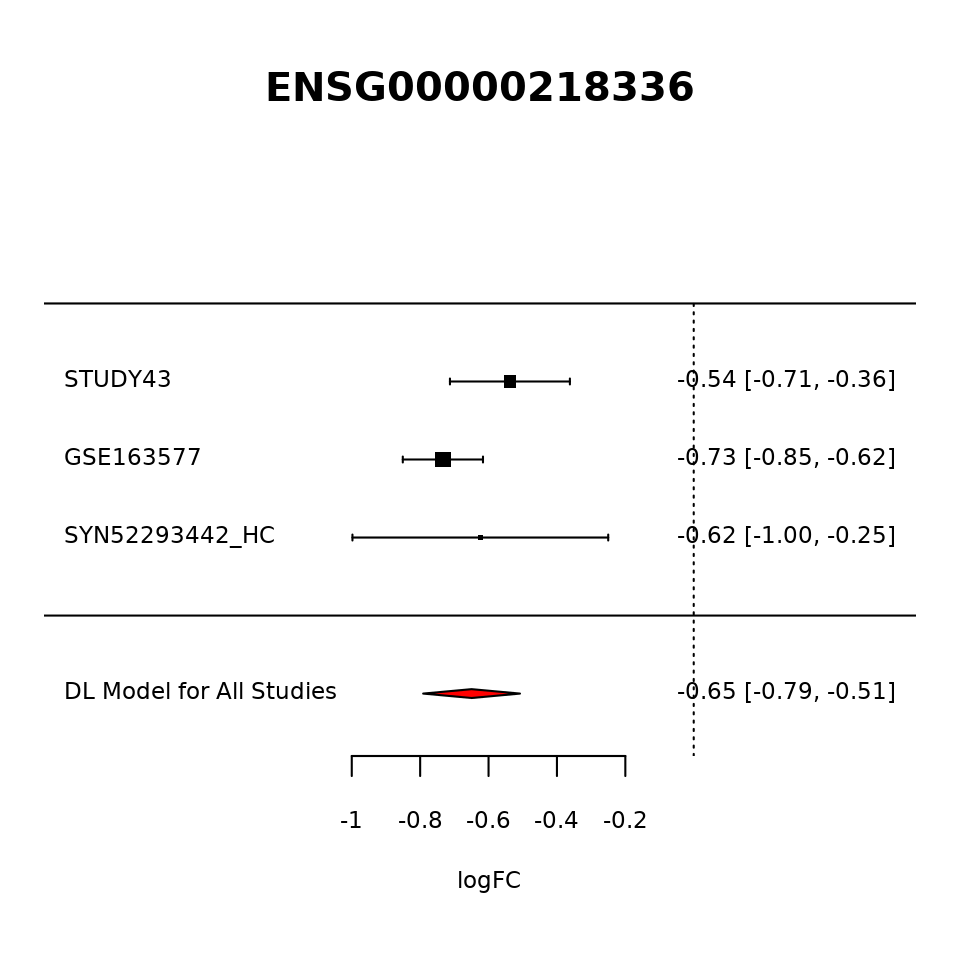 ENSG00000218336
STUDY43 -0.54 [-0.71, -0.36]
GSE163577 -0.73 [-0.85, -0.62]
SYN52293442_HC -0.62 [-1.00, -0.25]
DL Model for All Studies -0.65 [-0.79, -0.51]
-1 -0.8 -0.6 -0.4 -0.2
logFC